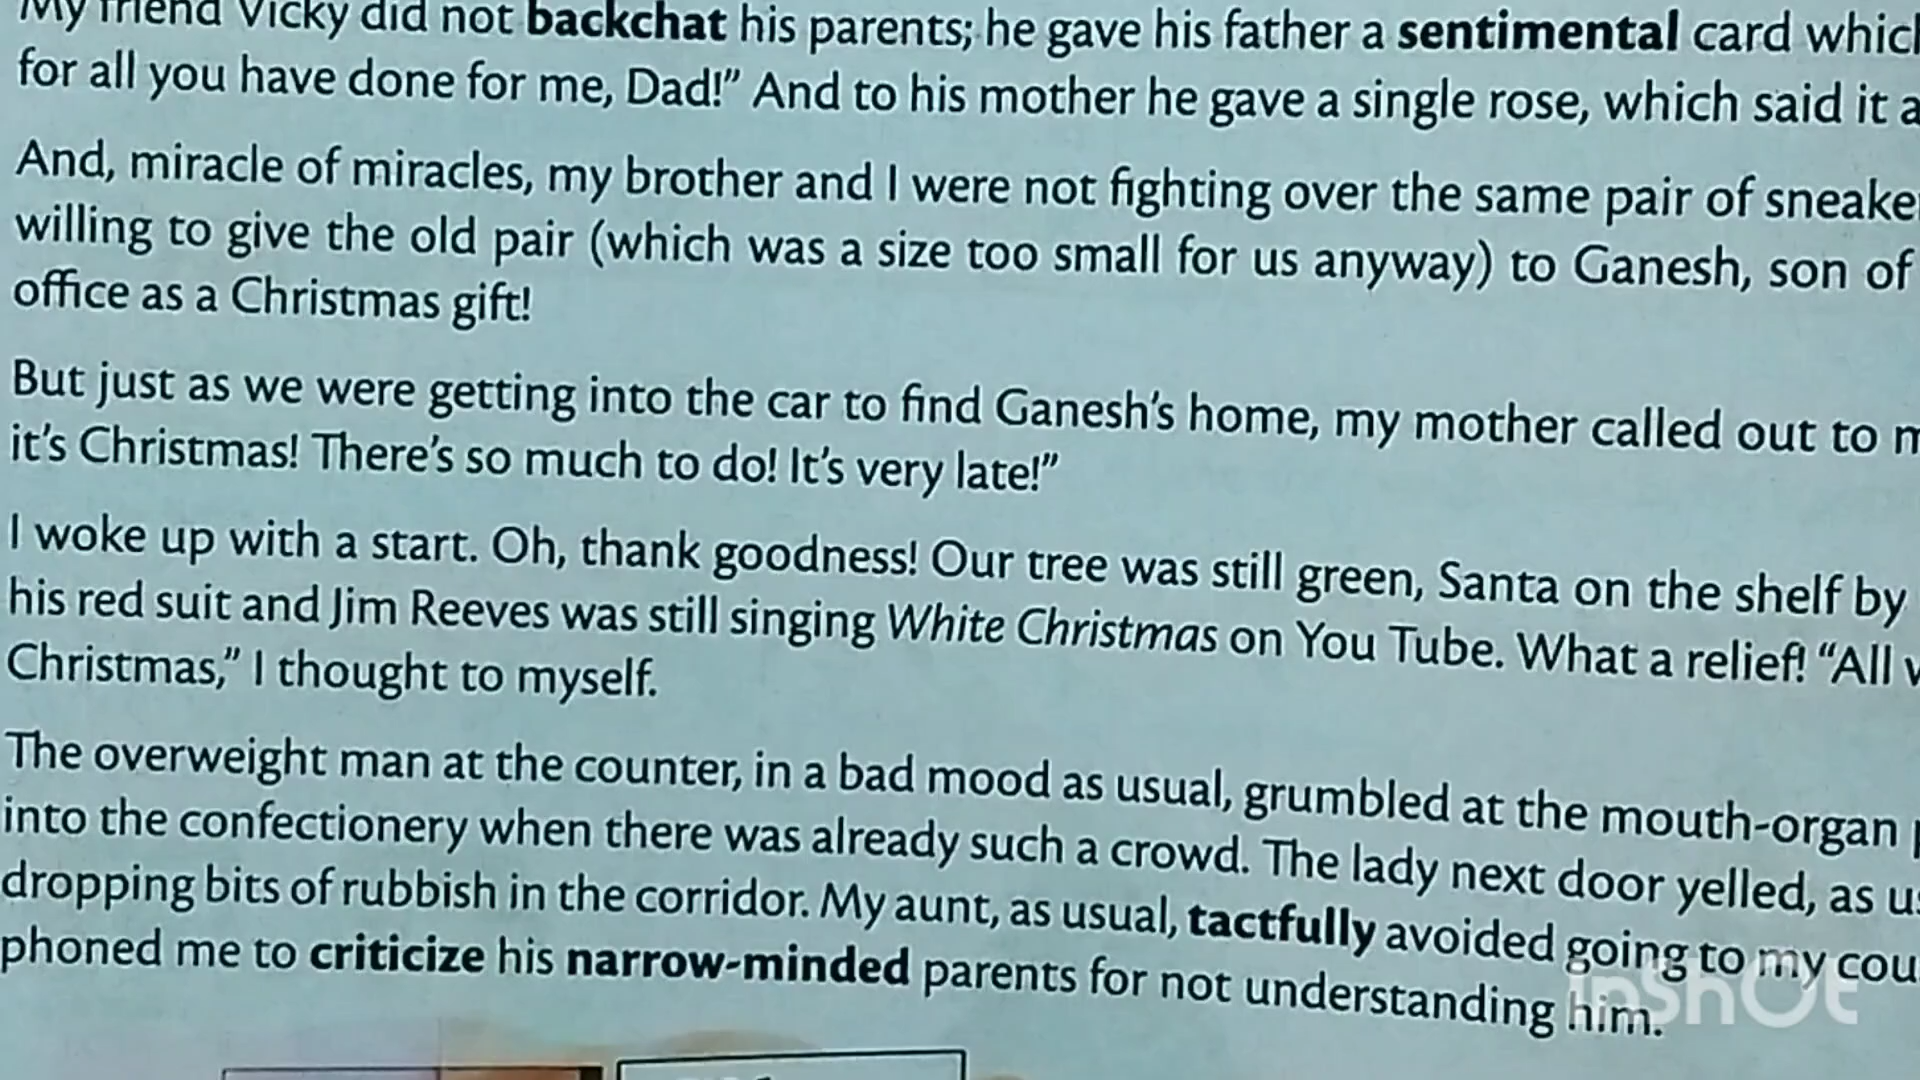 My friend Vicky did not backchat his parents; he gave his father a sentimental card which
for all you have done for me, Dad!” And to his mother he gave a single rose, which said it a
And, miracle of miracles, my brother and I were not fighting over the same pair of sneaker
willing to give the old pair (which was a size too small for us anyway) to Ganesh, son of
office as a Christmas gift!
But just as we were getting into the car to find Ganesh’s home, my mother called out to m
it’s Christmas! There’s so much to do! It’s very late!”
I woke up with a start. Oh, thank goodness! Our tree was still green, Santa on the shelf by
his red suit and Jim Reeves was still singing White Christmas on You Tube. What a relief! “All
Christmas,” I thought to myself.
The overweight man at the counter, in a bad mood as usual, grumbled at the mouth-organ
into the confectionery when there was already such a crowd. The lady next door yelled, as us
dropping bits of rubbish in the corridor. My aunt, as usual, tactfully avoided going to my cou
phoned me to criticize his narrow-minded parents for not understanding him.
inShOt